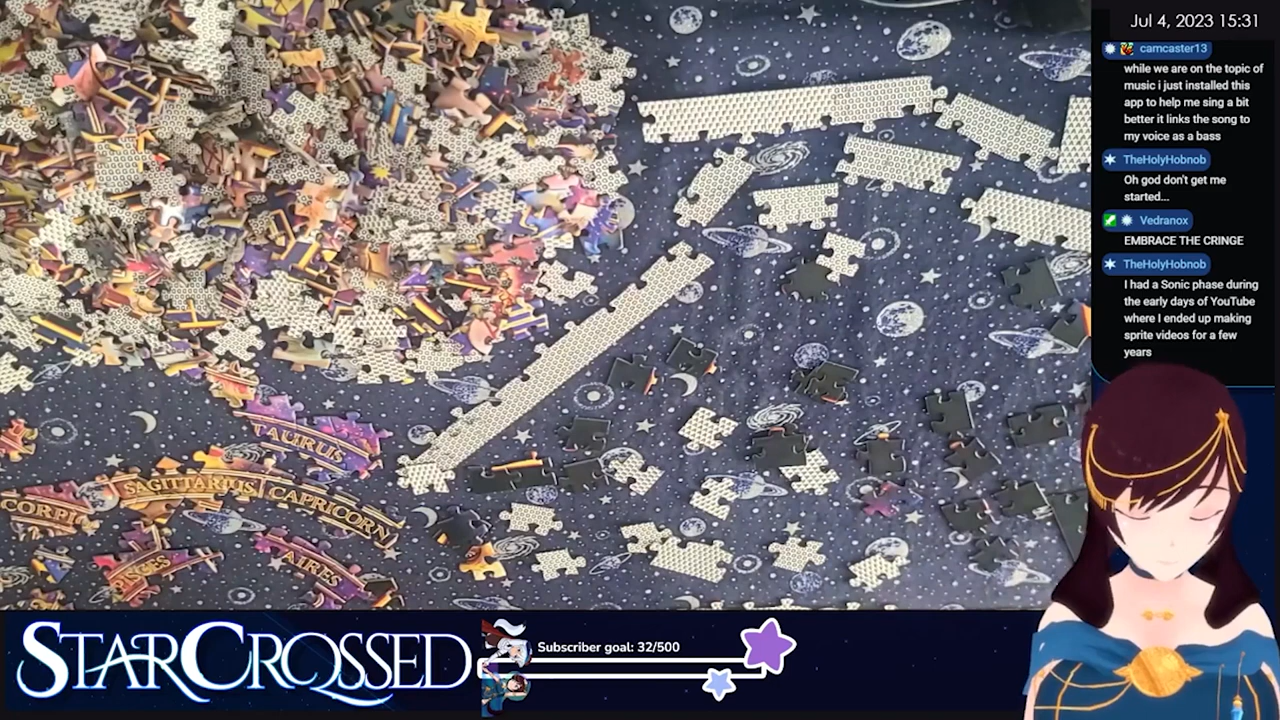 Jul 4, 2023 15:31
camcaster13
while we are on the topic of
music i just installed this
app to help me sing a bit
better it links the song to
my voice as a bass
TheHolyHobnob
Oh god don't get me
started...
Vedranox
EMBRACE THE CRINGE
TheHolyHobnob
I had a Sonic phase during
the early days of YouTube
where I ended up making
sprite videos for a few
years
TAURUS
SAGITTARIUS CAPRICORN
CORPI
PISCES
AIRES
STARCROSSED
Subscriber goal: 32/500